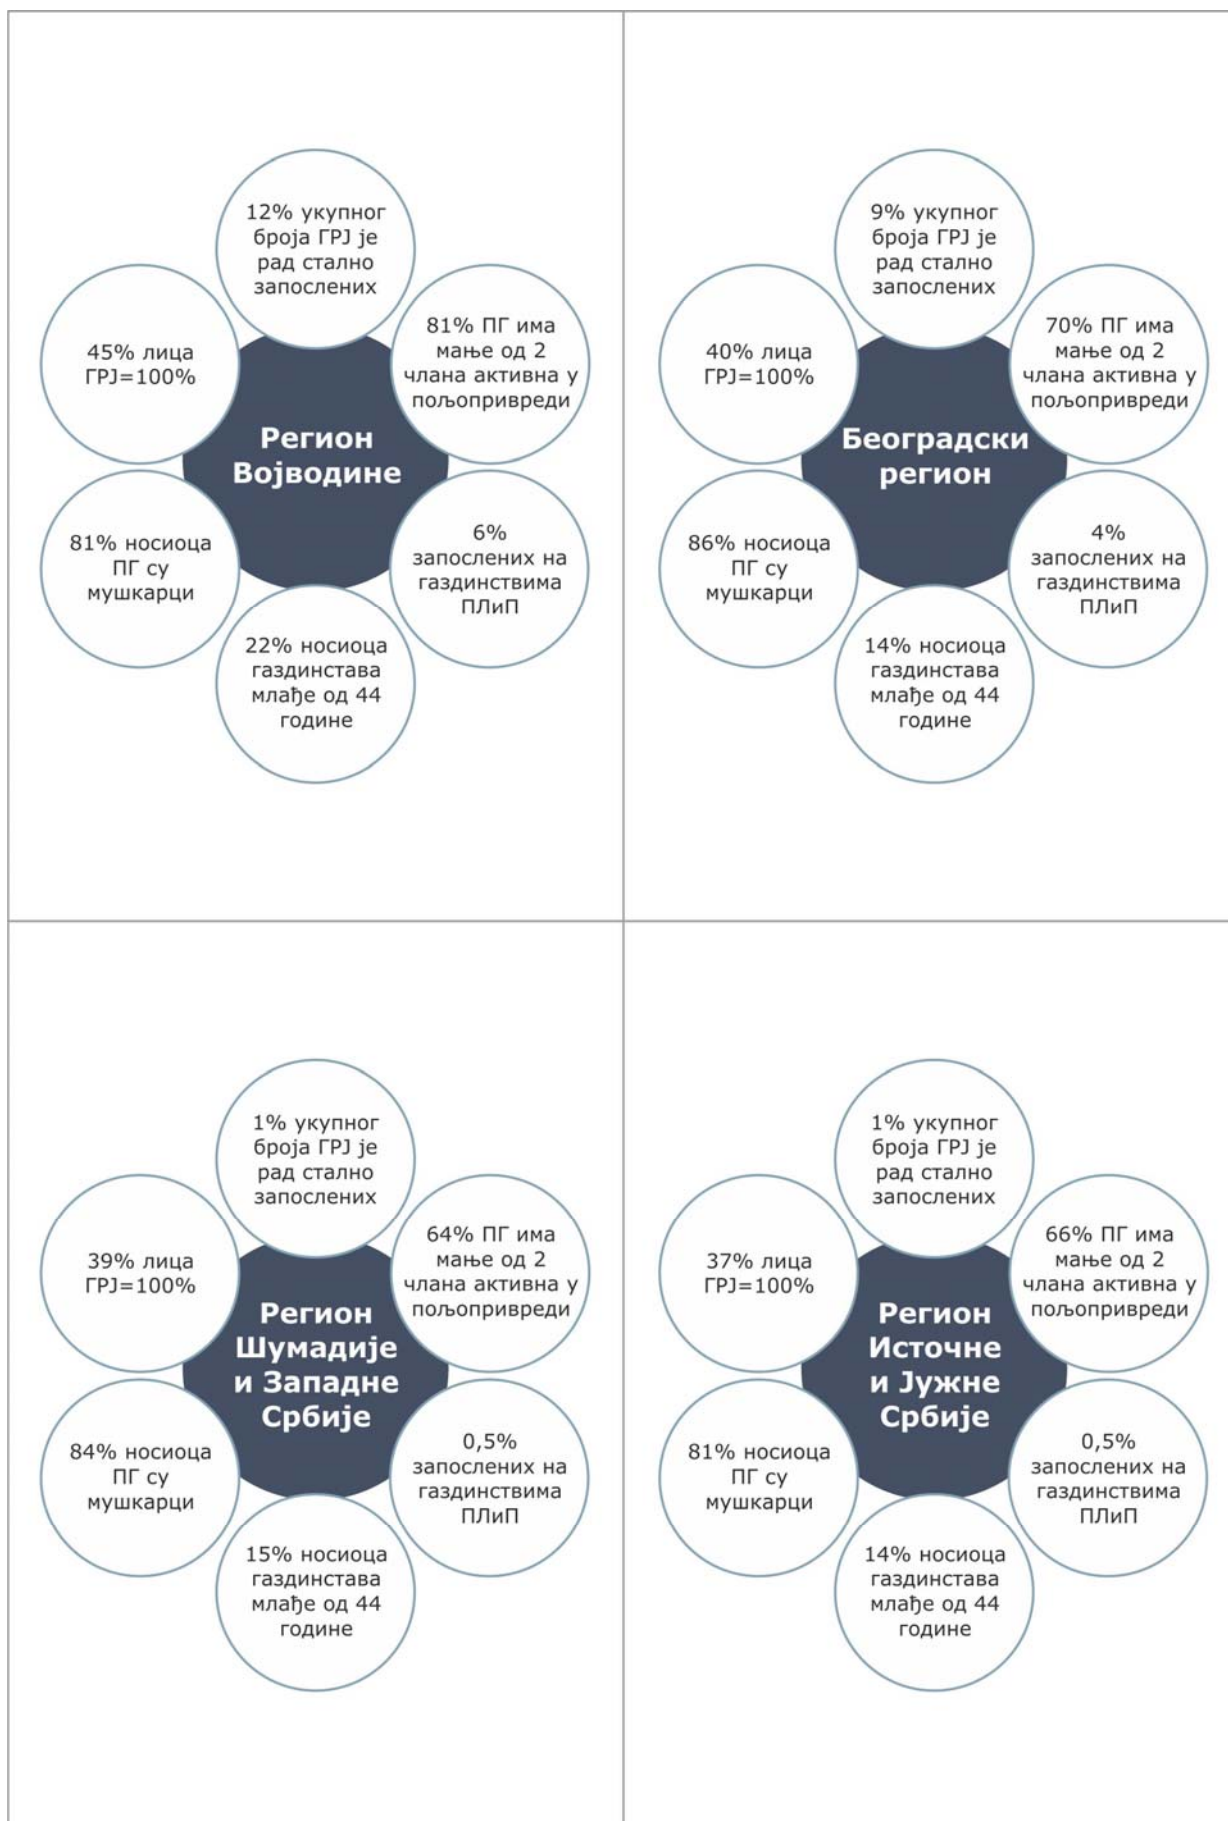 12% укупног
броја ГРЈ је
рад стално
запослених
81% ПГ има
мање од 2
члана активна у
пољопривреди
6%
запослених на
газдинствима
ПЛиП
22% носиоца
газдинстава
млађе од 44
године
81% носиоца
ПГ су
мушкарци
45% лица
ГРЈ=100%
Регион
Војводине
9% укупног
броја ГРЈ је
рад стално
запослених
70% ПГ има
мање од 2
члана активна у
пољопривреди
4%
запослених на
газдинствима
ПЛиП
14% носиоца
газдинстава
млађе од 44
године
86% носиоца
ПГ су
мушкарци
40% лица
ГРЈ=100%
Београдски
регион
1% укупног
броја ГРЈ је
рад стално
запослених
64% ПГ има
мање од 2
члана активна у
пољопривреди
0,5%
запослених на
газдинствима
ПЛиП
15% носиоца
газдинстава
млађе од 44
године
84% носиоца
ПГ су
мушкарци
39% лица
ГРЈ=100%
Регион
Шумадије
и Западне
Србије
1% укупног
броја ГРЈ је
рад стално
запослених
66% ПГ има
мање од 2
члана активна у
пољопривреди
0,5%
запослених на
газдинствима
ПЛиП
14% носиоца
газдинстава
млађе од 44
године
81% носиоца
ПГ су
мушкарци
37% лица
ГРЈ=100%
Регион
Источне
и Јужне
Србије